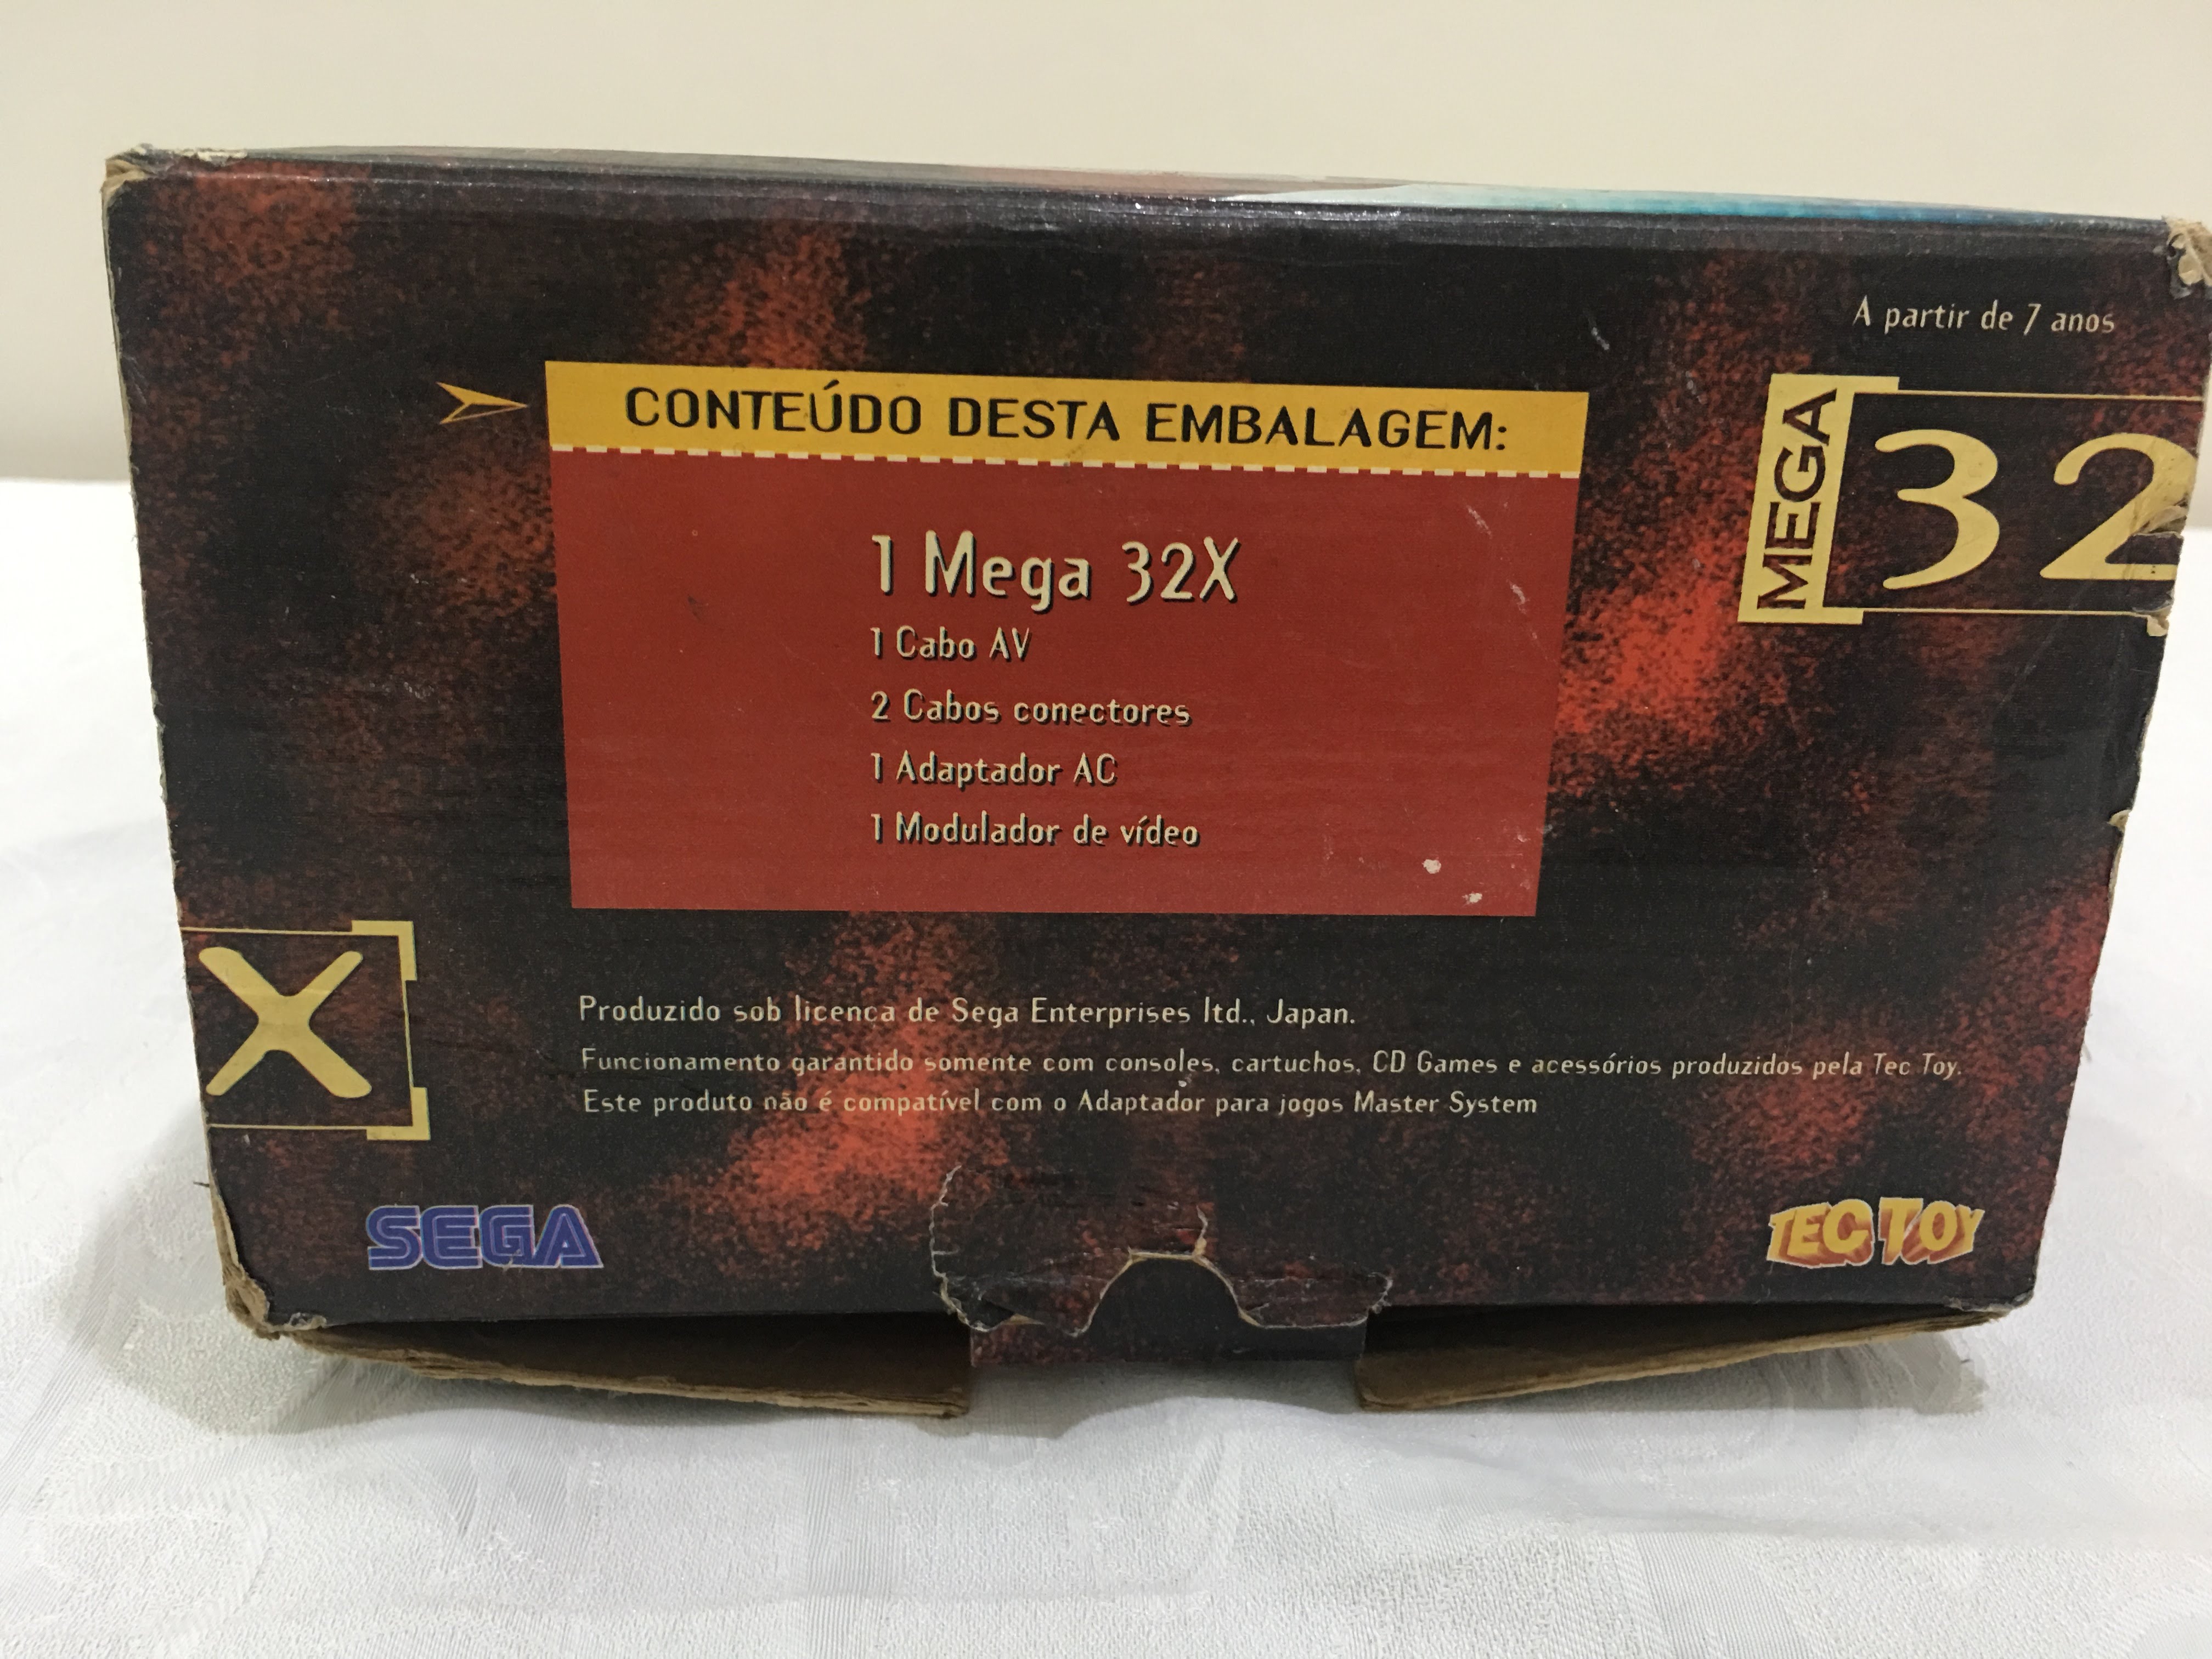 A partir de 7 anos
CONTEÚDO DESTA EMBALAGEM:
MEGA
32
1 Mega 32X
1 Cabo AV
2 Cabos conectores
1 Adaptador AC
1 Modulador de vídeo
X
Produzido sob licenca de Sega Enterprises ltd., Japan.
Funcionamento garantido somente com consoles, cartuchos, CD Games e acessórios produzidos pela Tec Toy.
Este produto não é compatível com o Adaptador para jogos Master System
SEGA
TEC TOY